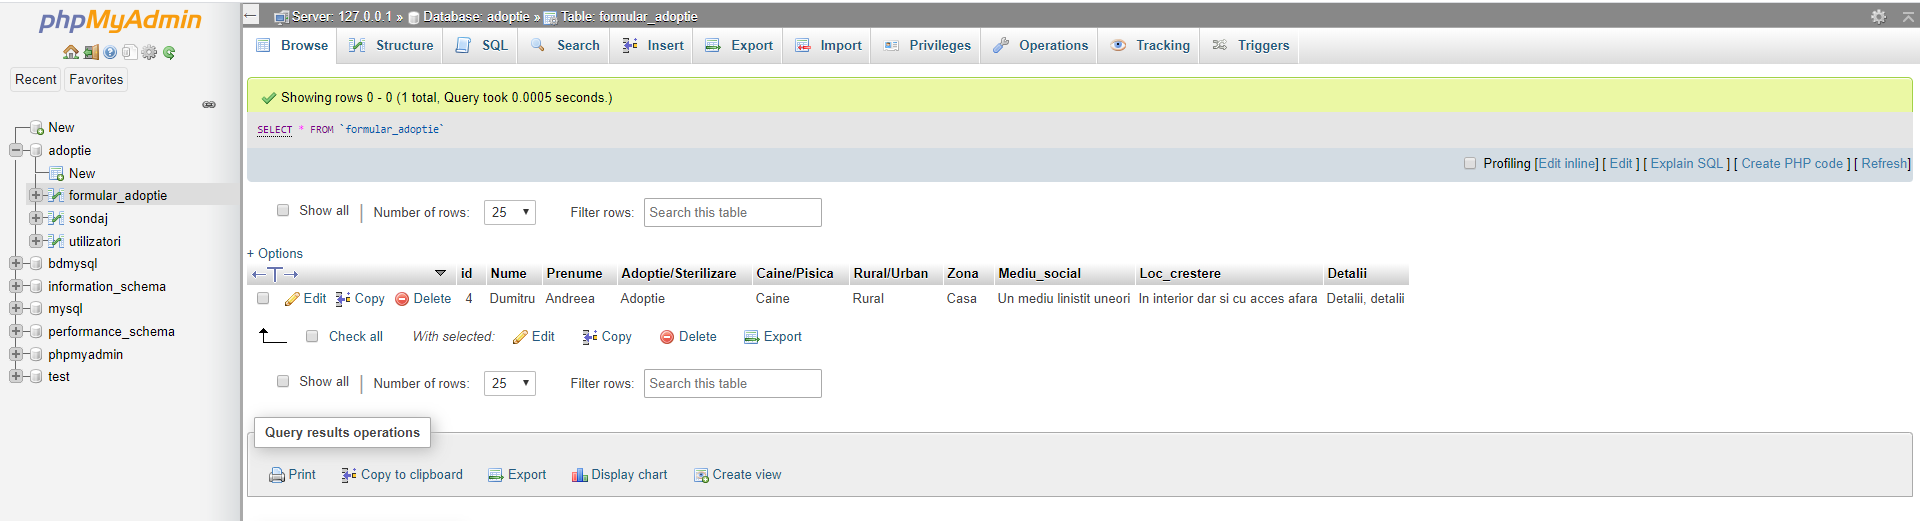 phpMyAdmin
Recent Favorites
New
adoptie
New
formular_adoptie
sondaj
utilizatori
bdmysql
information_schema
mysql
performance_schema
phpmyadmin
test
Server: 127.0.0.1 » Database: adoptie » Table: formular_adoptie
Browse Structure SQL Search Insert Export Import Privileges Operations Tracking Triggers
Showing rows 0 - 0 (1 total, Query took 0.0005 seconds.)
SELECT * FROM `formular_adoptie`
Profiling [Edit inline] [ Edit ] [ Explain SQL ] [ Create PHP code ] [ Refresh]
Show all | Number of rows: 25 Filter rows: Search this table
+ Options
id Nume Prenume Adoptie/Sterilizare Caine/Pisica Rural/Urban Zona Mediu_social Loc_crestere Detalii
Edit Copy Delete 4 Dumitru Andreea Adoptie Caine Rural Casa Un mediu linistit uneori In interior dar si cu acces afara Detalii, detalii
Check all With selected: Edit Copy Delete Export
Show all | Number of rows: 25 Filter rows: Search this table
Query results operations
Print Copy to clipboard Export Display chart Create view